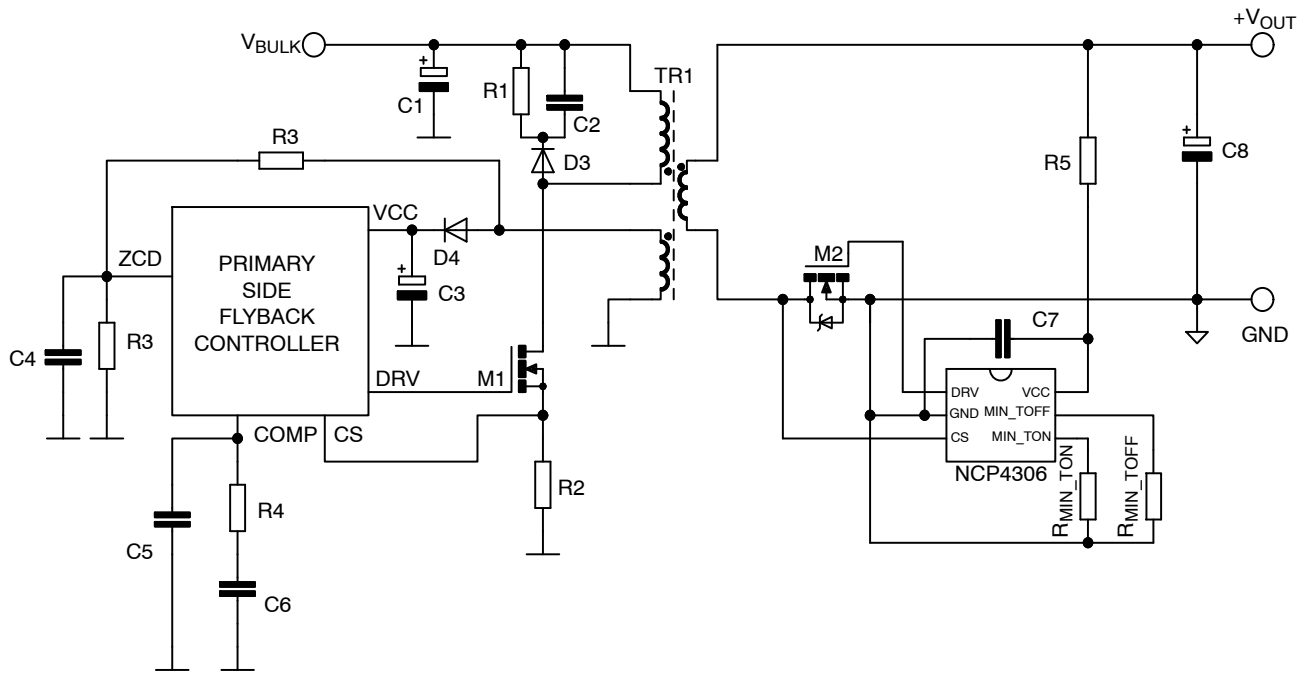 +VOUT
VBULK
+
C1
R1
C2
TR1
R3
D3
R5
+
C8
VCC
D4
M2
ZCD
PRIMARY
SIDE
FLYBACK
CONTROLLER
+
C3
C7
GND
C4
R3
DRV
M1
DRV
VCC
GND
MIN_TOFF
CS
MIN_TON
NCP4306
COMP
CS
R2
RMIN_TON
RMIN_TOFF
R4
C5
C6